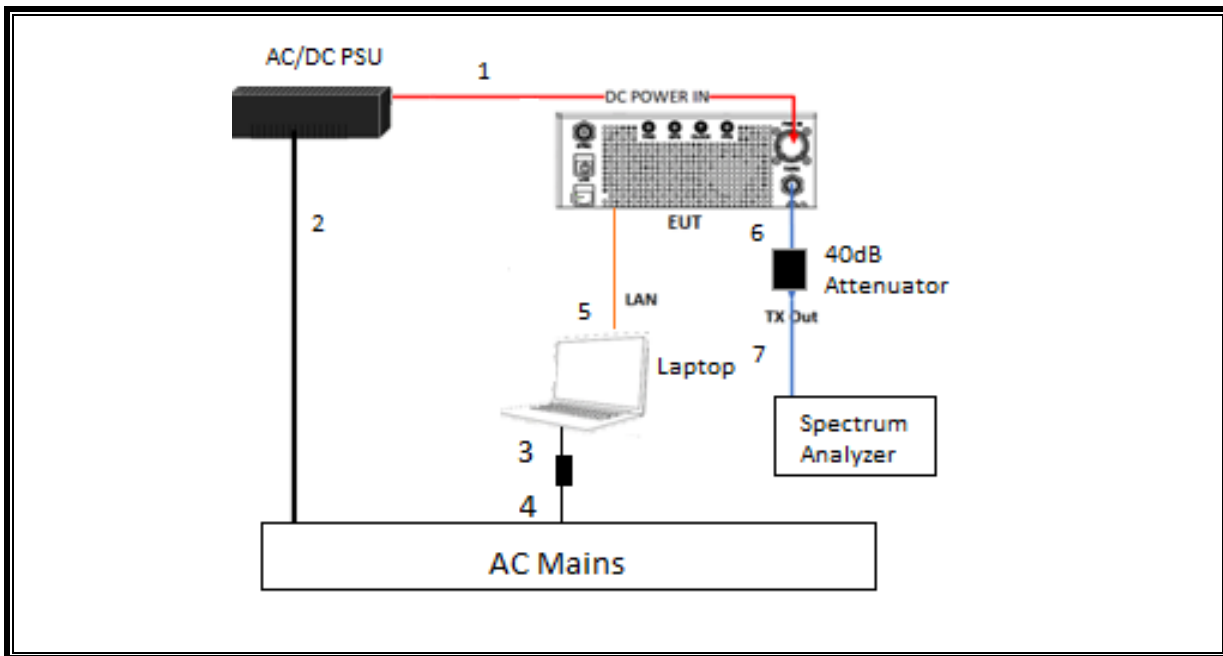 AC/DC PSU
1
DC POWER IN
2
EUT
6
40dB
Attenuator
LAN
5
TX Out
7
Laptop
Spectrum
Analyzer
3
4
AC Mains